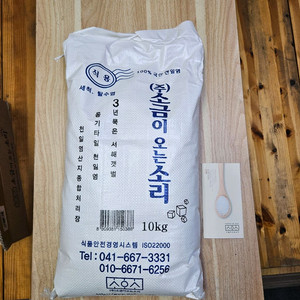 식용
100% 국산 천일염
세척, 탈수염
(주)소금이 오는 소리
3년묵은 서해갯벌
옹기타일 천일염
천일염산지종합처리장
10kg
식품안전경영시스템 ISO22000
Tel: 041-667-3331
010-6671-6256